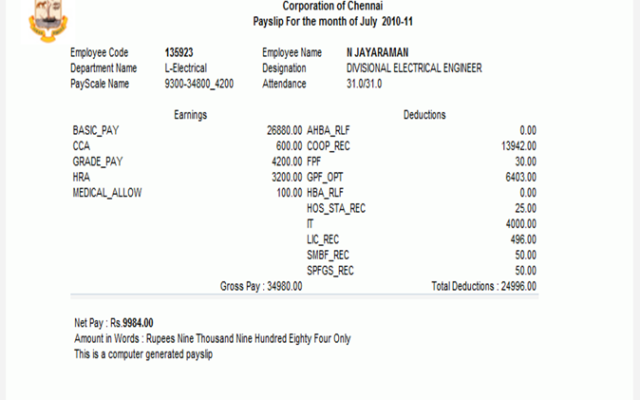 Corporation of Chennai
Payslip For the month of July 2010-11
Employee Code 135923 Employee Name N JAYARAMAN
Department Name L-Electrical Designation DIVISIONAL ELECTRICAL ENGINEER
PayScale Name 9300-34800_4200 Attendance 31.0/31.0
Earnings Deductions
BASIC_PAY 26880.00 AHBA_RLF 0.00
CCA 600.00 COOP_REC 13942.00
GRADE_PAY 4200.00 FPF 30.00
HRA 3200.00 GPF_OPT 6403.00
MEDICAL_ALLOW 100.00 HBA_RLF 0.00
HOS_STA_REC 25.00
IT 4000.00
LIC_REC 496.00
SMBF_REC 50.00
SPFGS_REC 50.00
Gross Pay : 34980.00 Total Deductions : 24996.00
Net Pay : Rs.9984.00
Amount in Words : Rupees Nine Thousand Nine Hundred Eighty Four Only
This is a computer generated payslip